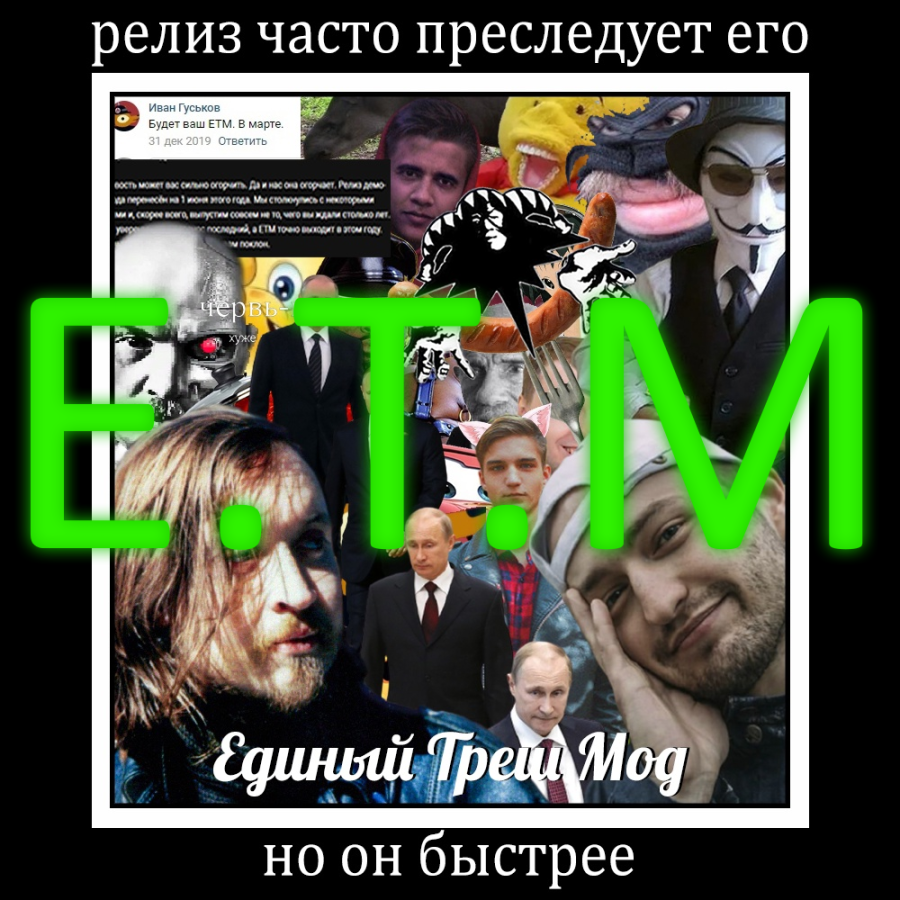 релиз часто преследует его
Иван Гуськов
Будет ваш ЕТМ. В марте.
31 дек 2019 Ответить
вость может вас сильно огорчить. Да и нас она огорчает. Релиз демо-
да перенесён на 1 июня этого года. Мы столкнулись с некоторыми
ми и, скорее всего, выпустим совсем не то, чего вы ждали столько лет.
увере
с последний, а ЕТМ точно выходит в этом году.
м поклон.
червь-
хуже
E.T.M
Единый Треш Мод
но он быстрее